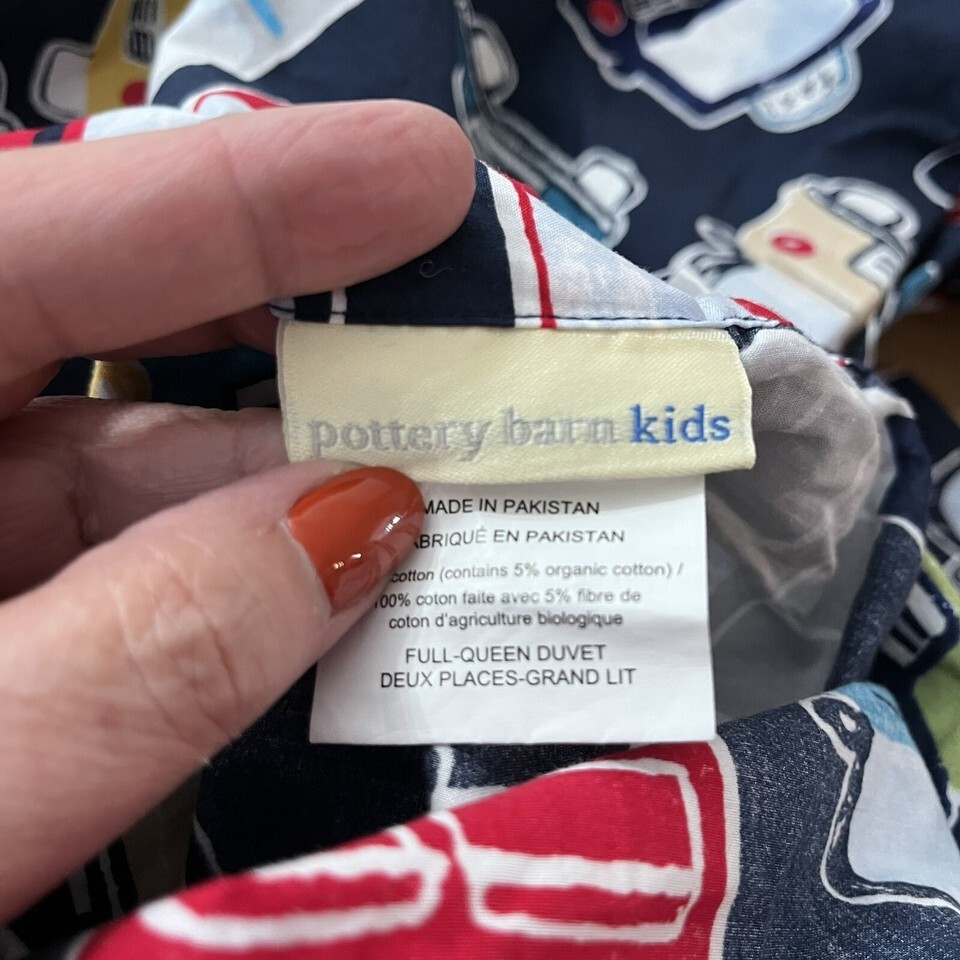 pottery barn kids
MADE IN PAKISTAN
ABRIQUÉ EN PAKISTAN
cotton (contains 5% organic cotton) /
100% coton faite avec 5% fibre de
coton d'agriculture biologique
FULL-QUEEN DUVET
DEUX PLACES-GRAND LIT